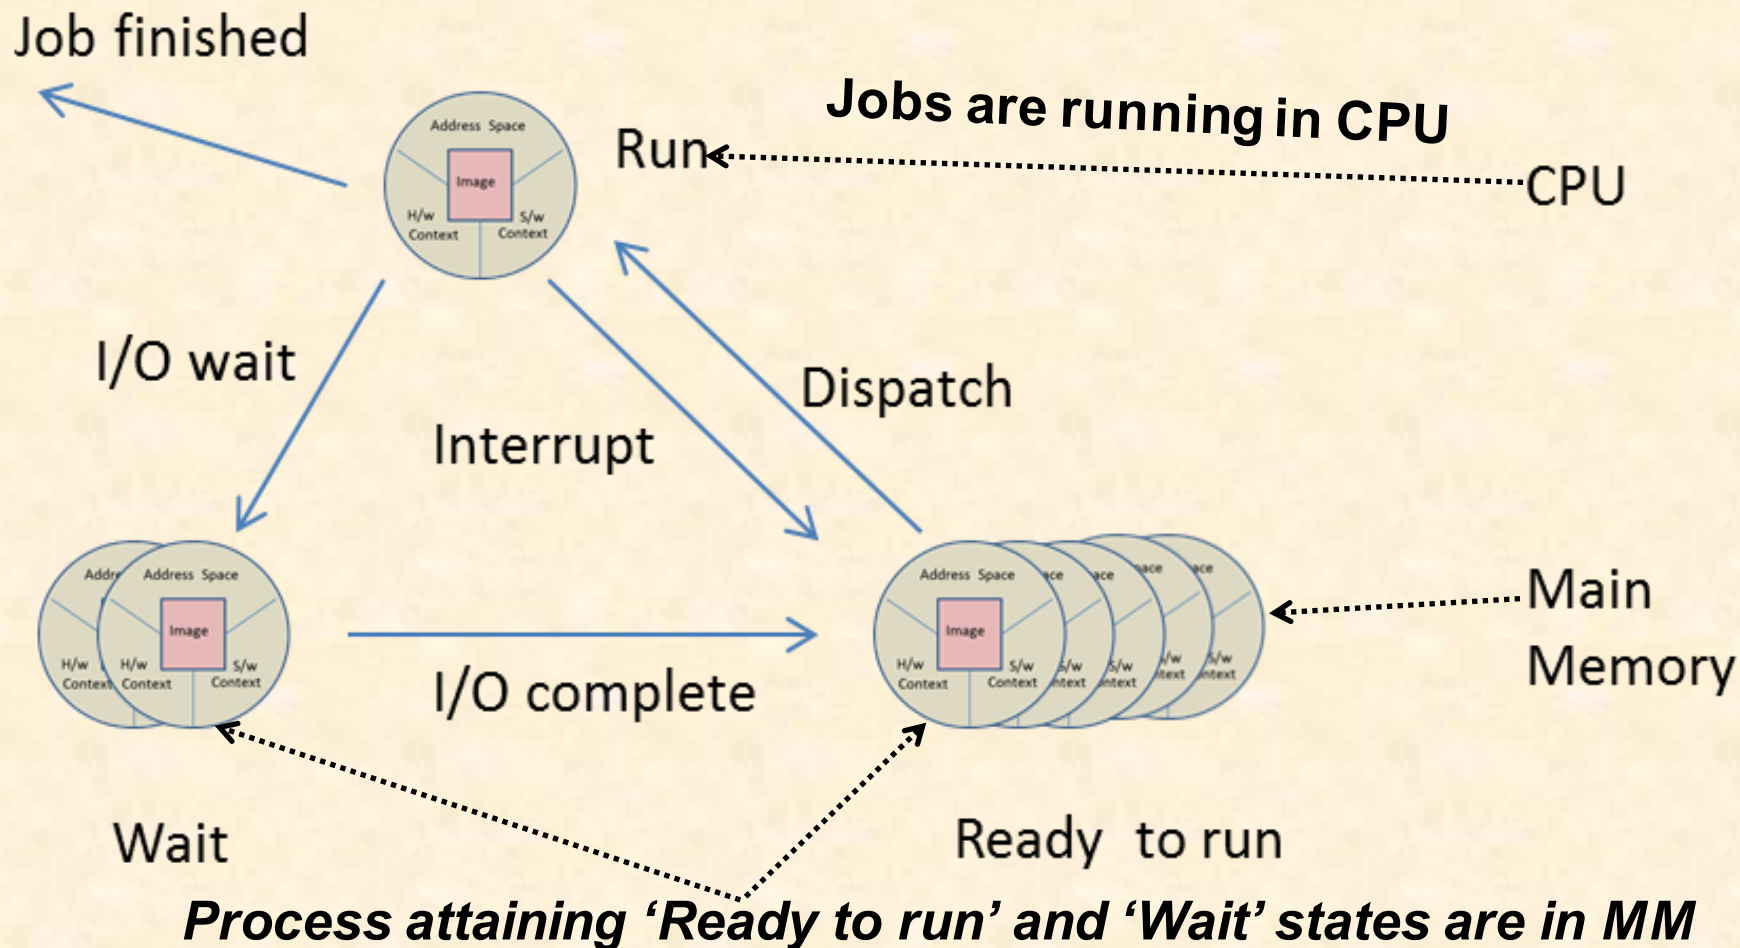 Job finished
Jobs are running in CPU
Run
CPU
Address Space
Image
H/w
Context
S/w
Context
I/O wait
Dispatch
Interrupt
Address Space
Image
H/w
Context
H/w
Context
S/w
Context
Address Space
Image
H/w
Context
S/w
Context
I/O complete
Main
Memory
Wait
Ready to run
Process attaining ‘Ready to run’ and ‘Wait’ states are in MM